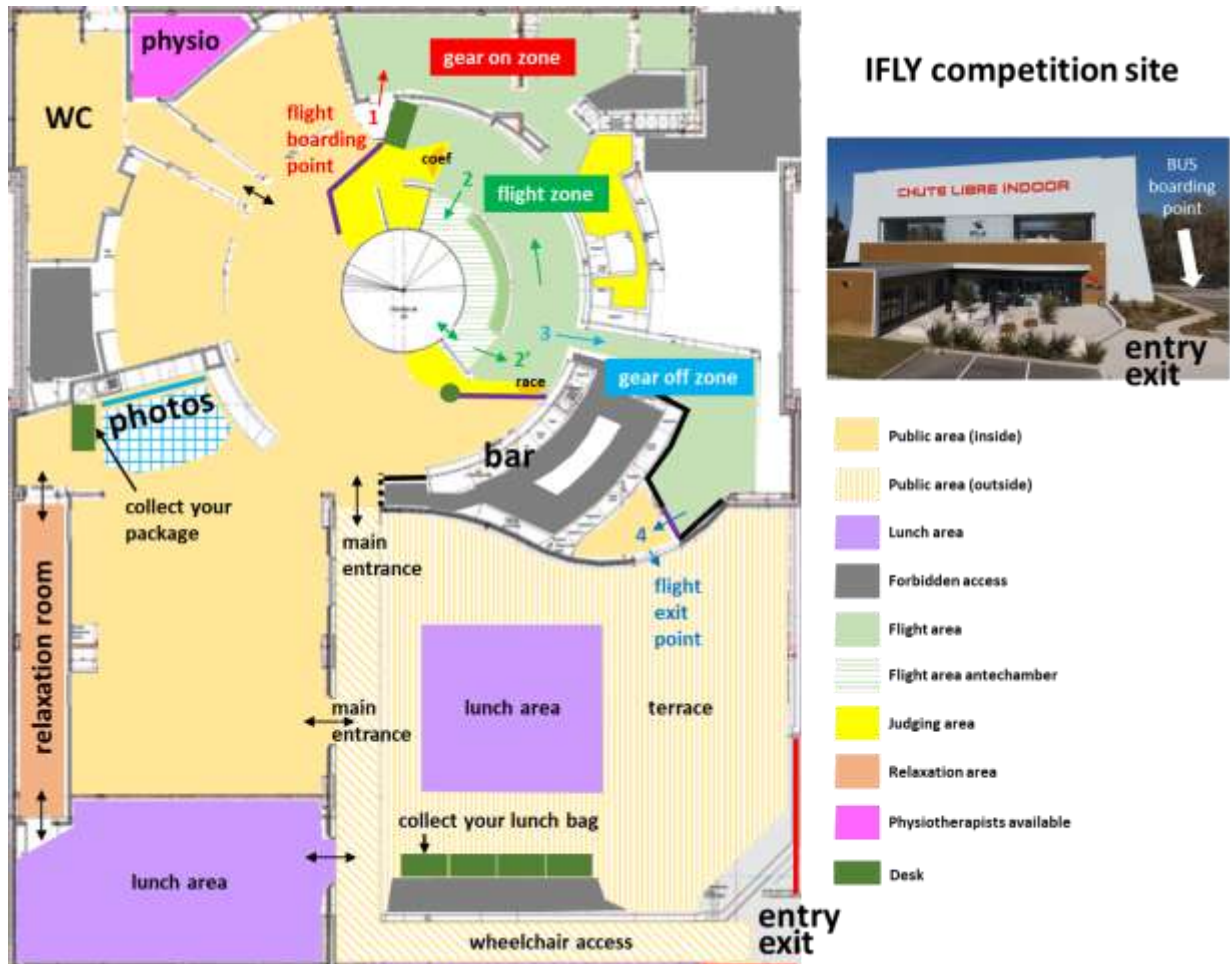 IFLY competition site
physio
gear on zone
WC
flight
boarding
point
1
coef
2
flight zone
BUS
boarding
point
CHUTE LIBRE INDOOR
3
2'
race
gear off zone
entry
exit
photos
bar
collect your
package
main
entrance
4
flight
exit
point
relaxation room
main
entrance
lunch area
terrace
collect your lunch bag
lunch area
wheelchair access
entry
exit
Public area (inside)
Public area (outside)
Lunch area
Forbidden access
Flight area
Flight area antechamber
Judging area
Relaxation area
Physiotherapists available
Desk